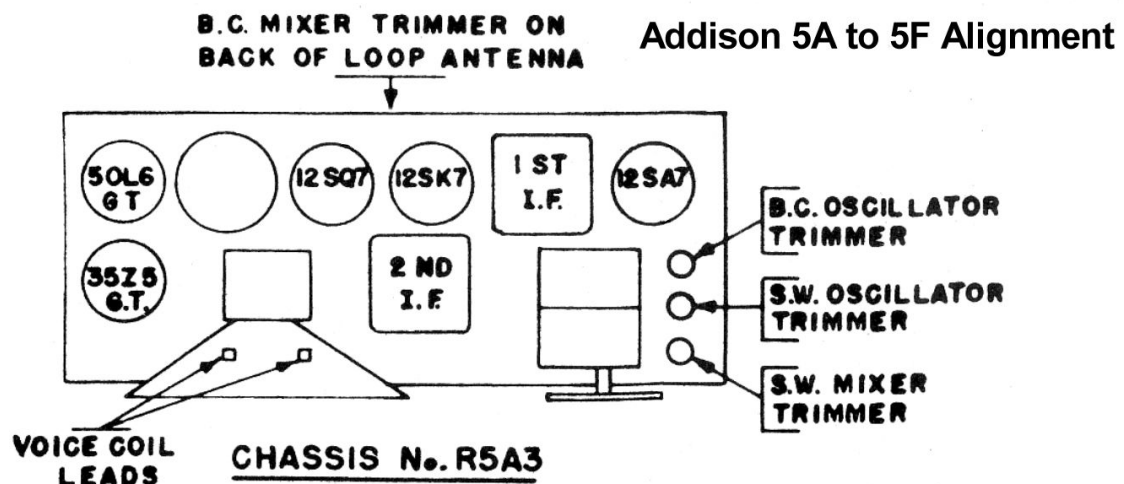 B.C. MIXER TRIMMER ON
BACK OF LOOP ANTENNA
Addison 5A to 5F Alignment
50L6
GT
12SQ7
12SK7
1 ST
I.F.
12SA7
35Z5
G.T.
2 ND
I.F.
B.C. OSCILLATOR
TRIMMER
S.W. OSCILLATOR
TRIMMER
S.W. MIXER
TRIMMER
VOICE COIL
LEADS
CHASSIS No. R5A3